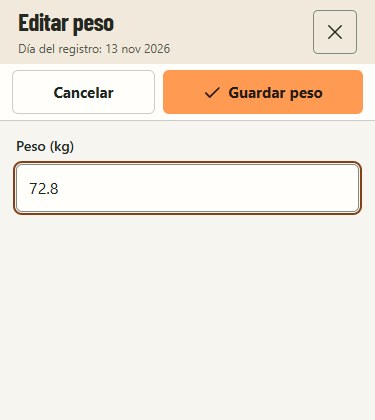 Editar peso
Día del registro: 13 nov 2026
Cancelar
Guardar peso
Peso (kg)
72.8